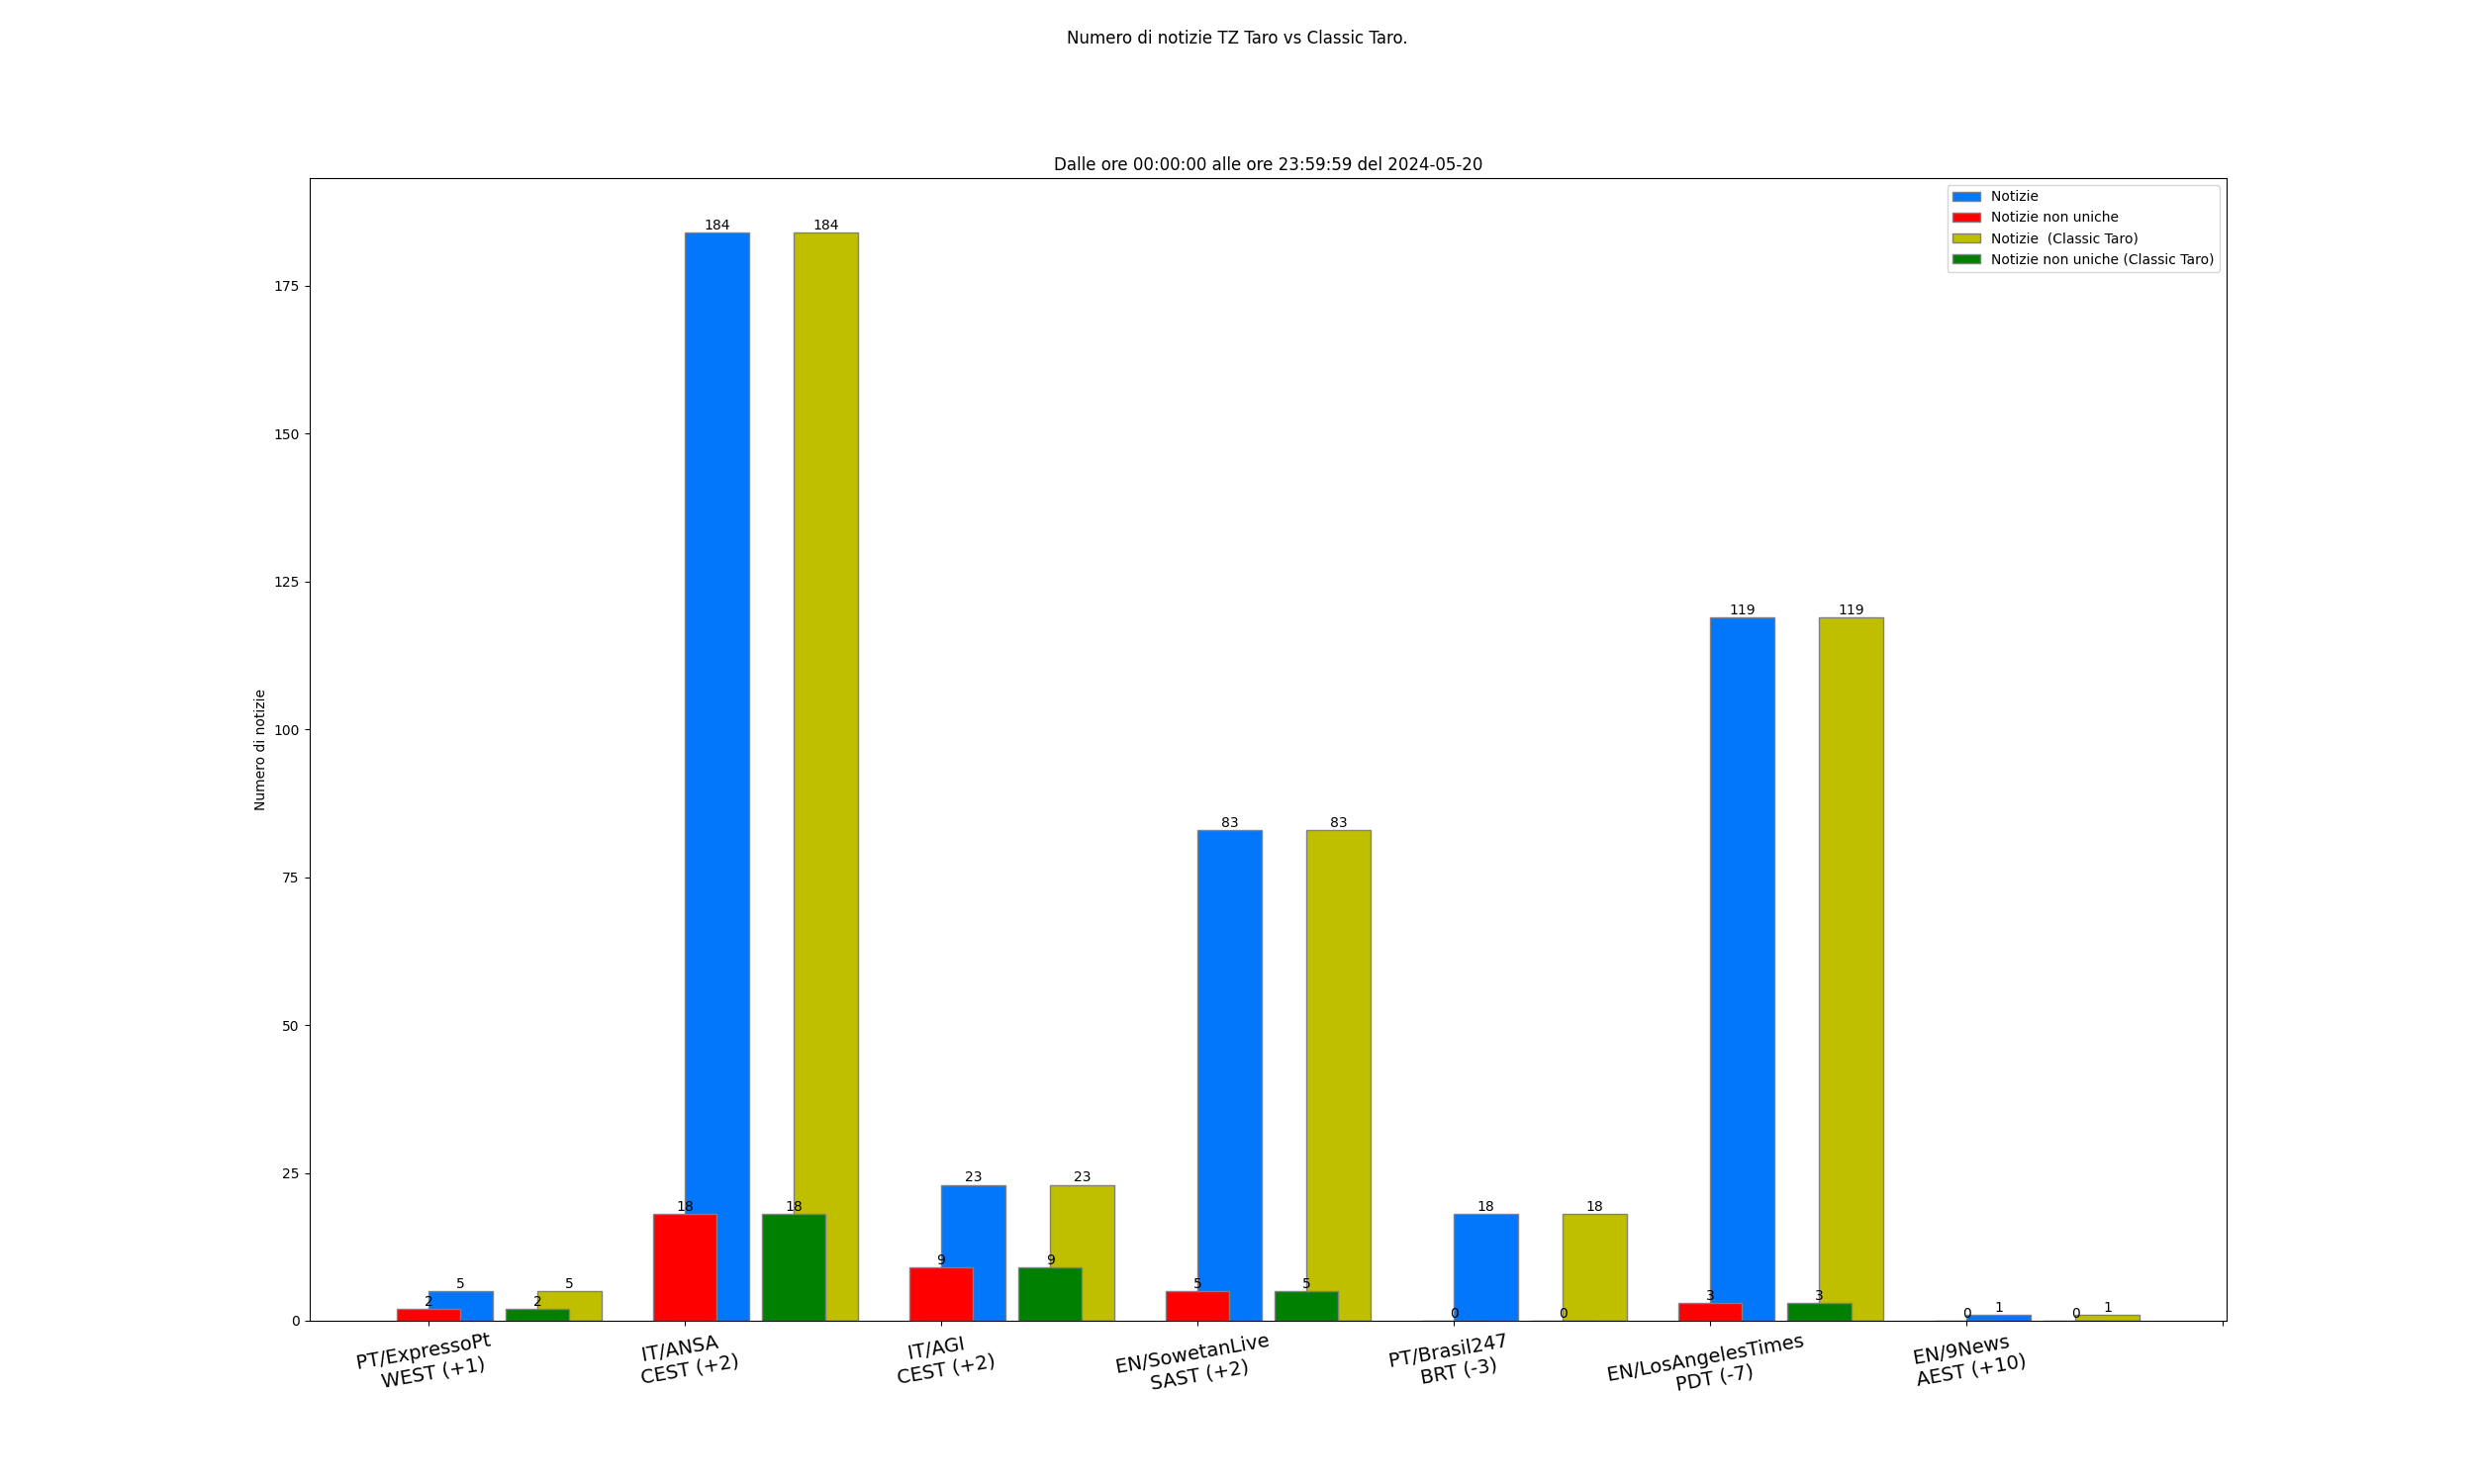 Numero di notizie TZ Taro vs Classic Taro.
Dalle ore 00:00:00 alle ore 23:59:59 del 2024-05-20
Notizie
Notizie non uniche
Notizie  (Classic Taro)
Notizie non uniche (Classic Taro)
Numero di notizie
175
150
125
100
75
50
25
0
2
5
2
5
18
184
18
184
9
23
9
23
5
83
5
83
0
18
0
18
3
119
3
119
0
1
0
1
PT/ExpressoPt
WEST (+1)
IT/ANSA
CEST (+2)
IT/AGI
CEST (+2)
EN/SowetanLive
SAST (+2)
PT/Brasil247
BRT (-3)
EN/LosAngelesTimes
PDT (-7)
EN/9News
AEST (+10)